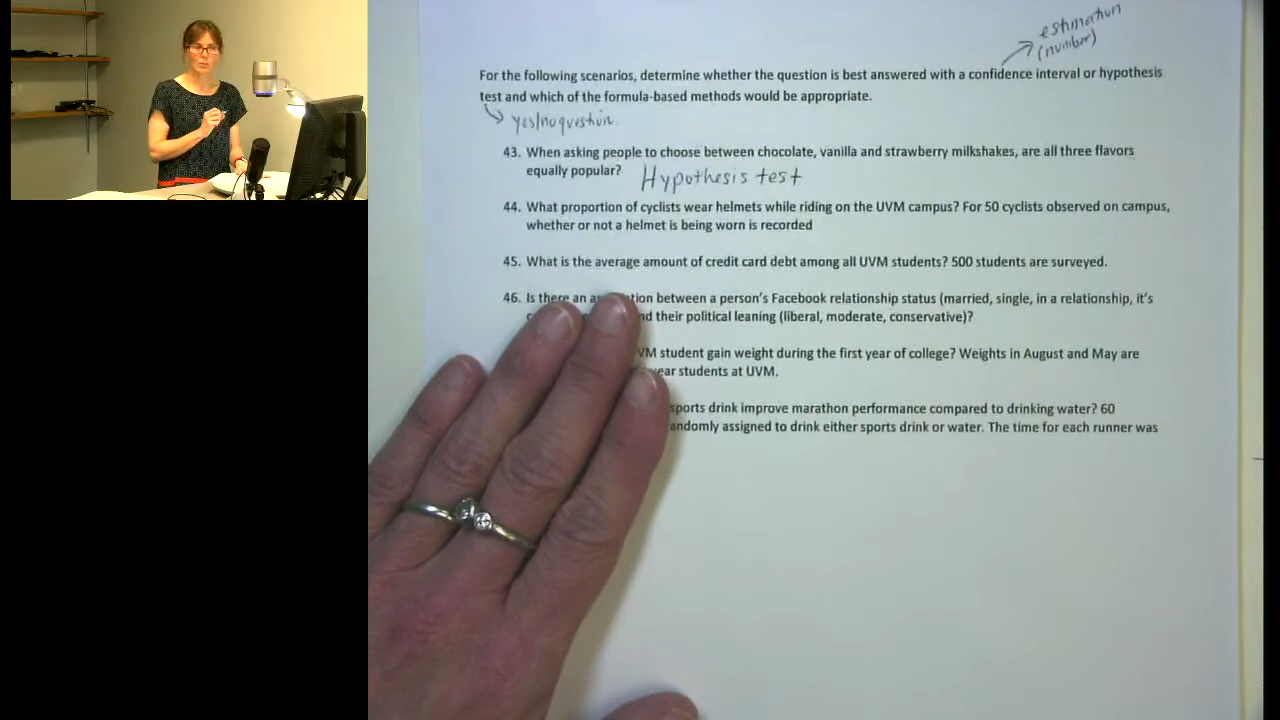 estimation
(number)
For the following scenarios, determine whether the question is best answered with a confidence interval or hypothesis
test and which of the formula-based methods would be appropriate.
yes/no question.
43. When asking people to choose between chocolate, vanilla and strawberry milkshakes, are all three flavors
equally popular? Hypothesis test
44. What proportion of cyclists wear helmets while riding on the UVM campus? For 50 cyclists observed on campus,
whether or not a helmet is being worn is recorded
45. What is the average amount of credit card debt among all UVM students? 500 students are surveyed.
46. Is there an between a person's Facebook relationship status (married, single, in a relationship, it's
their political leaning (liberal, moderate, conservative)?
student gain weight during the first year of college? Weights in August and May are
students at UVM.
sports drink improve marathon performance compared to drinking water? 60
assigned to drink either sports drink or water. The time for each runner was